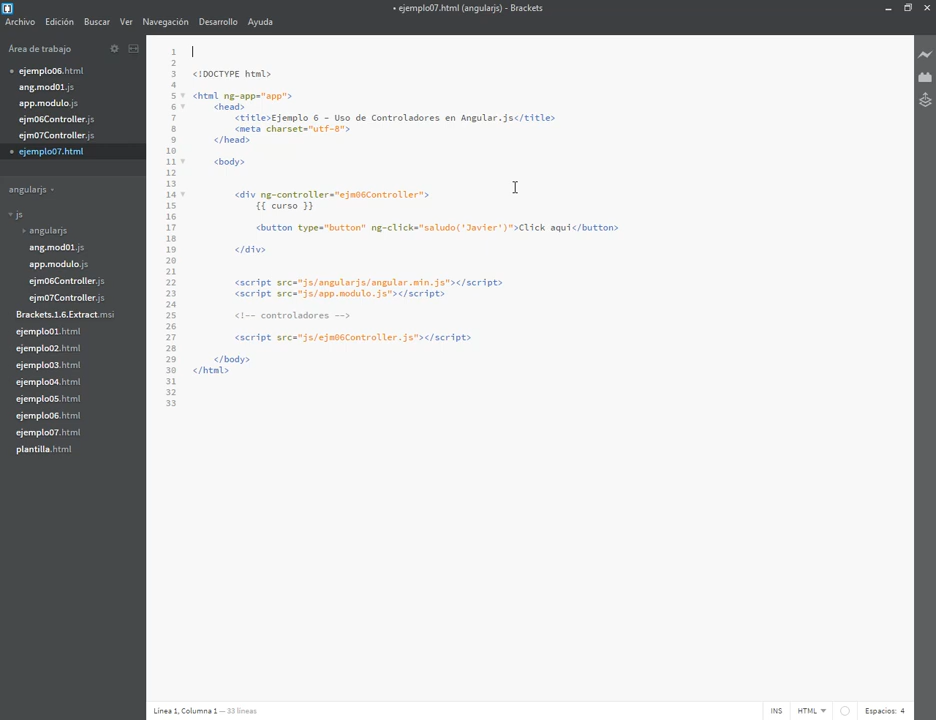 • ejemplo07.html (angularjs) - Brackets
Archivo Edición Buscar Ver Navegación Desarrollo Ayuda
Área de trabajo
ejemplo06.html
ang.mod01.js
app.modulo.js
ejm06Controller.js
ejm07Controller.js
ejemplo07.html
angularjs
js
angularjs
ang.mod01.js
app.modulo.js
ejm06Controller.js
ejm07Controller.js
Brackets.1.6.Extract.msi
ejemplo01.html
ejemplo02.html
ejemplo03.html
ejemplo04.html
ejemplo05.html
ejemplo06.html
ejemplo07.html
plantilla.html
1
2
3 <!DOCTYPE html>
4
5 <html ng-app="app">
6 <head>
7 <title>Ejemplo 6 - Uso de Controladores en Angular.js</title>
8 <meta charset="utf-8">
9 </head>
10
11 <body>
12
13
14 <div ng-controller="ejm06Controller">
15 {{ curso }}
16
17 <button type="button" ng-click="saludo('Javier')">Click aqui</button>
18
19 </div>
20
21
22 <script src="js/angularjs/angular.min.js"></script>
23 <script src="js/app.modulo.js"></script>
24
25 <!-- controladores -->
26
27 <script src="js/ejm06Controller.js"></script>
28
29 </body>
30 </html>
31
32
33
Línea 1, Columna 1 — 33 líneas
INS HTML Espacios: 4